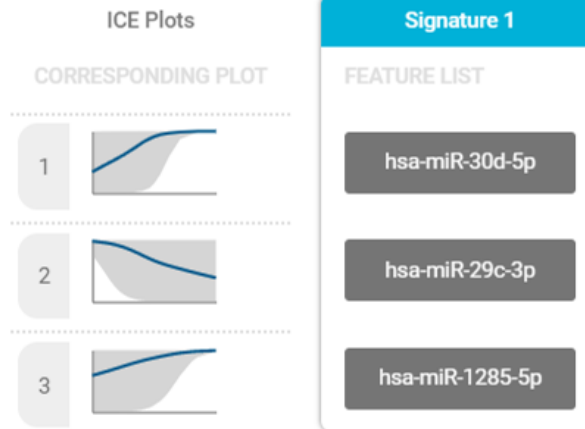 ICE Plots
Signature 1
CORRESPONDING PLOT
FEATURE LIST
1
hsa-miR-30d-5p
2
hsa-miR-29c-3p
3
hsa-miR-1285-5p